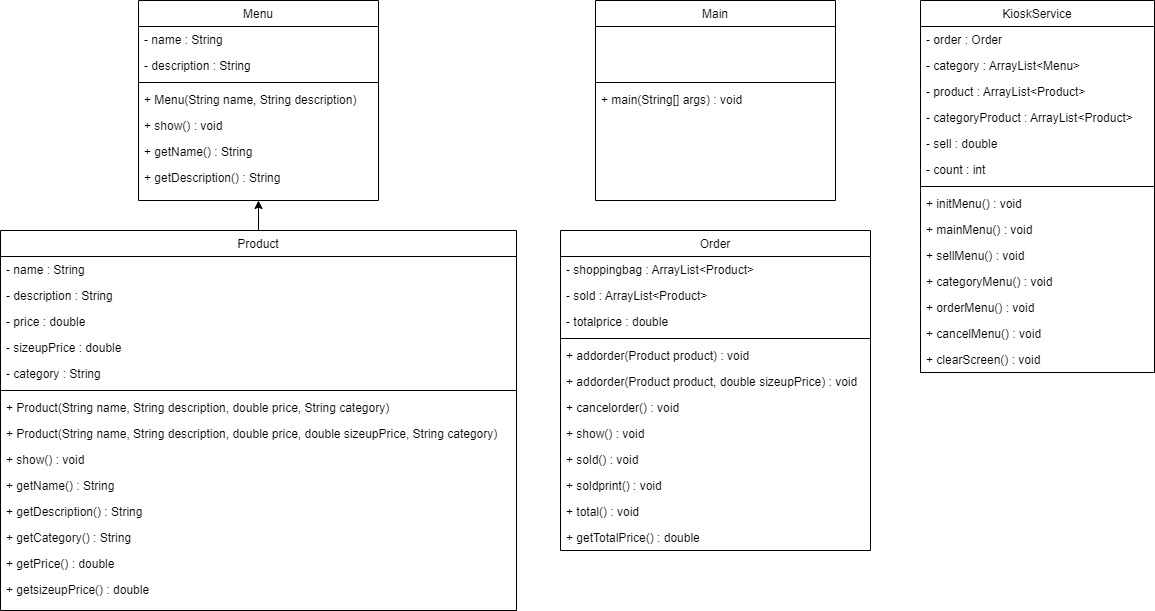 Menu
- name : String
- description : String
+ Menu(String name, String description)
+ show() : void
+ getName() : String
+ getDescription() : String
Main
+ main(String[] args) : void
KioskService
- order : Order
- category : ArrayList<Menu>
- product : ArrayList<Product>
- categoryProduct : ArrayList<Product>
- sell : double
- count : int
+ initMenu() : void
+ mainMenu() : void
+ sellMenu() : void
+ categoryMenu() : void
+ orderMenu() : void
+ cancelMenu() : void
+ clearScreen() : void
Product
- name : String
- description : String
- price : double
- sizeupPrice : double
- category : String
+ Product(String name, String description, double price, String category)
+ Product(String name, String description, double price, double sizeupPrice, String category)
+ show() : void
+ getName() : String
+ getDescription() : String
+ getCategory() : String
+ getPrice() : double
+ getsizeupPrice() : double
Order
- shoppingbag : ArrayList<Product>
- sold : ArrayList<Product>
- totalprice : double
+ addorder(Product product) : void
+ addorder(Product product, double sizeupPrice) : void
+ cancelorder() : void
+ show() : void
+ sold() : void
+ soldprint() : void
+ total() : void
+ getTotalPrice() : double